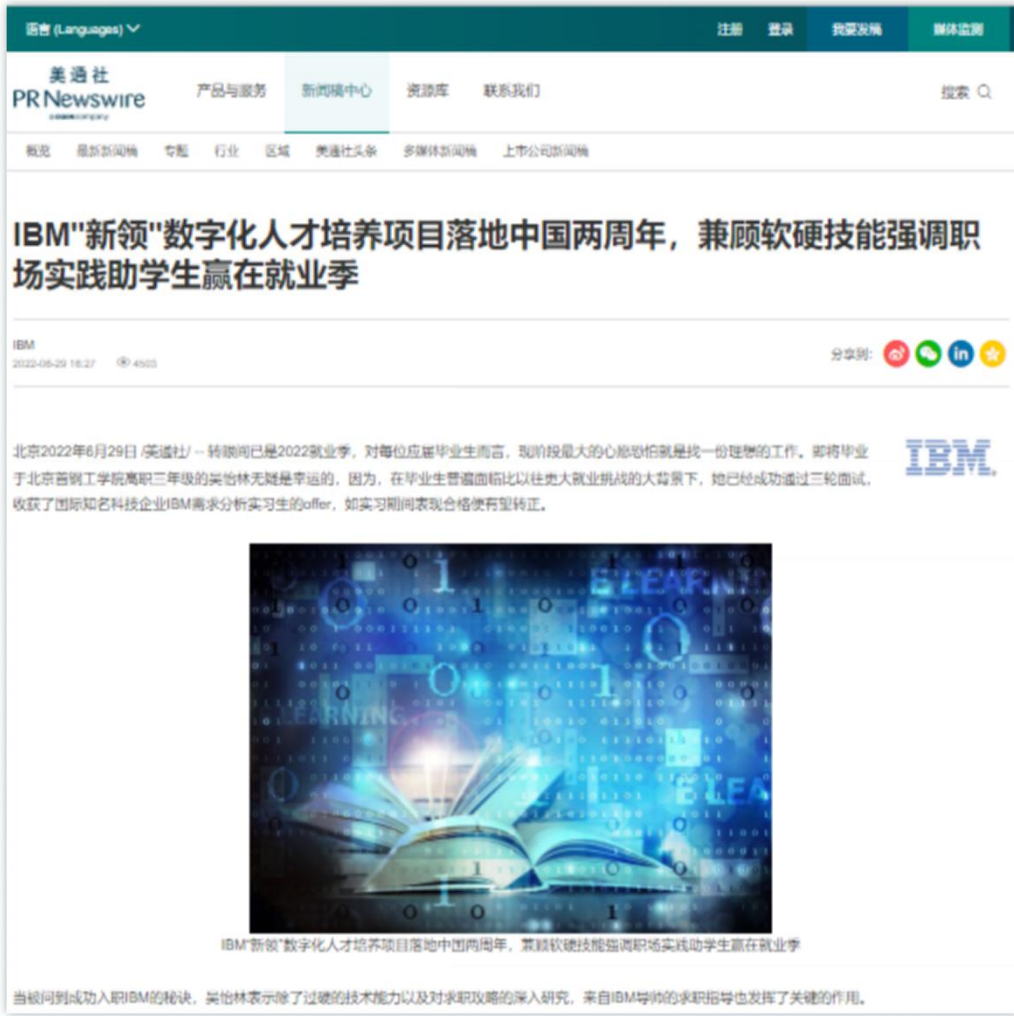 语言 (Languages)
注册 登录 我要发稿 媒体监测
美通社
PR Newswire
a company
产品与服务 新闻稿中心 资源库 联系我们
搜索
概览 最新新闻稿 专题 行业 区域 美通社头条 多媒体新闻稿 上市公司新闻稿
IBM"新领"数字化人才培养项目落地中国两周年，兼顾软硬技能强调职
场实践助学生赢在就业季
IBM
2022-06-29 16:27 4503
分享到:
in
北京2022年6月29日 /美通社/ -- 转眼间已是2022就业季，对每位应届毕业生而言，现阶段最大的心愿恐怕就是找一份理想的工作。即将毕业
于北京首钢工学院高职三年级的吴怡林无疑是幸运的，因为，在毕业生普遍面临比以往更大就业挑战的大背景下，她已经成功通过三轮面试，
收获了国际知名科技企业IBM需求分析实习生的offer，如实习期间表现合格便有望转正。
IBM
E LEARN
LEARNING
E LEA
IBM"新领"数字化人才培养项目落地中国两周年，兼顾软硬技能强调职场实践助学生赢在就业季
当被问到成功入职IBM的秘诀，吴怡林表示除了过硬的技术能力以及对求职攻略的深入研究，来自IBM导师的求职指导也发挥了关键的作用。